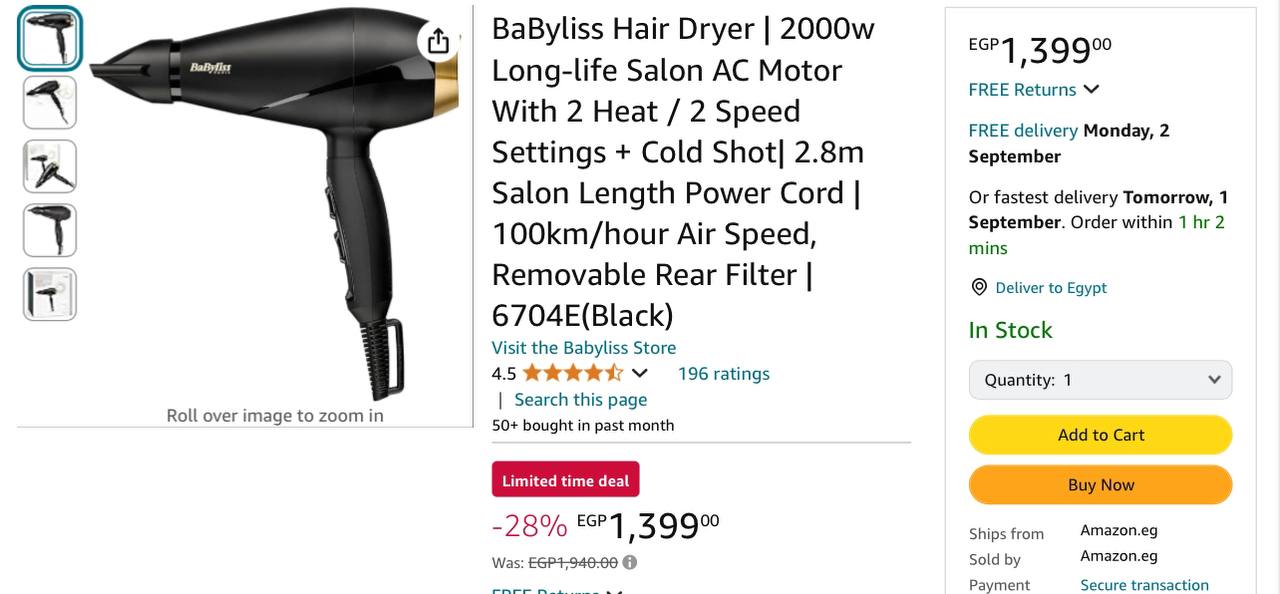 BaByliss
PARIS
Roll over image to zoom in
BaByliss Hair Dryer | 2000w
Long-life Salon AC Motor
With 2 Heat / 2 Speed
Settings + Cold Shot| 2.8m
Salon Length Power Cord |
100km/hour Air Speed,
Removable Rear Filter |
6704E(Black)
Visit the Babyliss Store
4.5 196 ratings
| Search this page
50+ bought in past month
Limited time deal
-28% EGP1,39900
Was: EGP1,940.00
FREE Returns
EGP1,39900
FREE Returns
FREE delivery Monday, 2
September
Or fastest delivery Tomorrow, 1
September. Order within 1 hr 2
mins
Deliver to Egypt
In Stock
Quantity: 1
Add to Cart
Buy Now
Ships from Amazon.eg
Sold by Amazon.eg
Payment Secure transaction